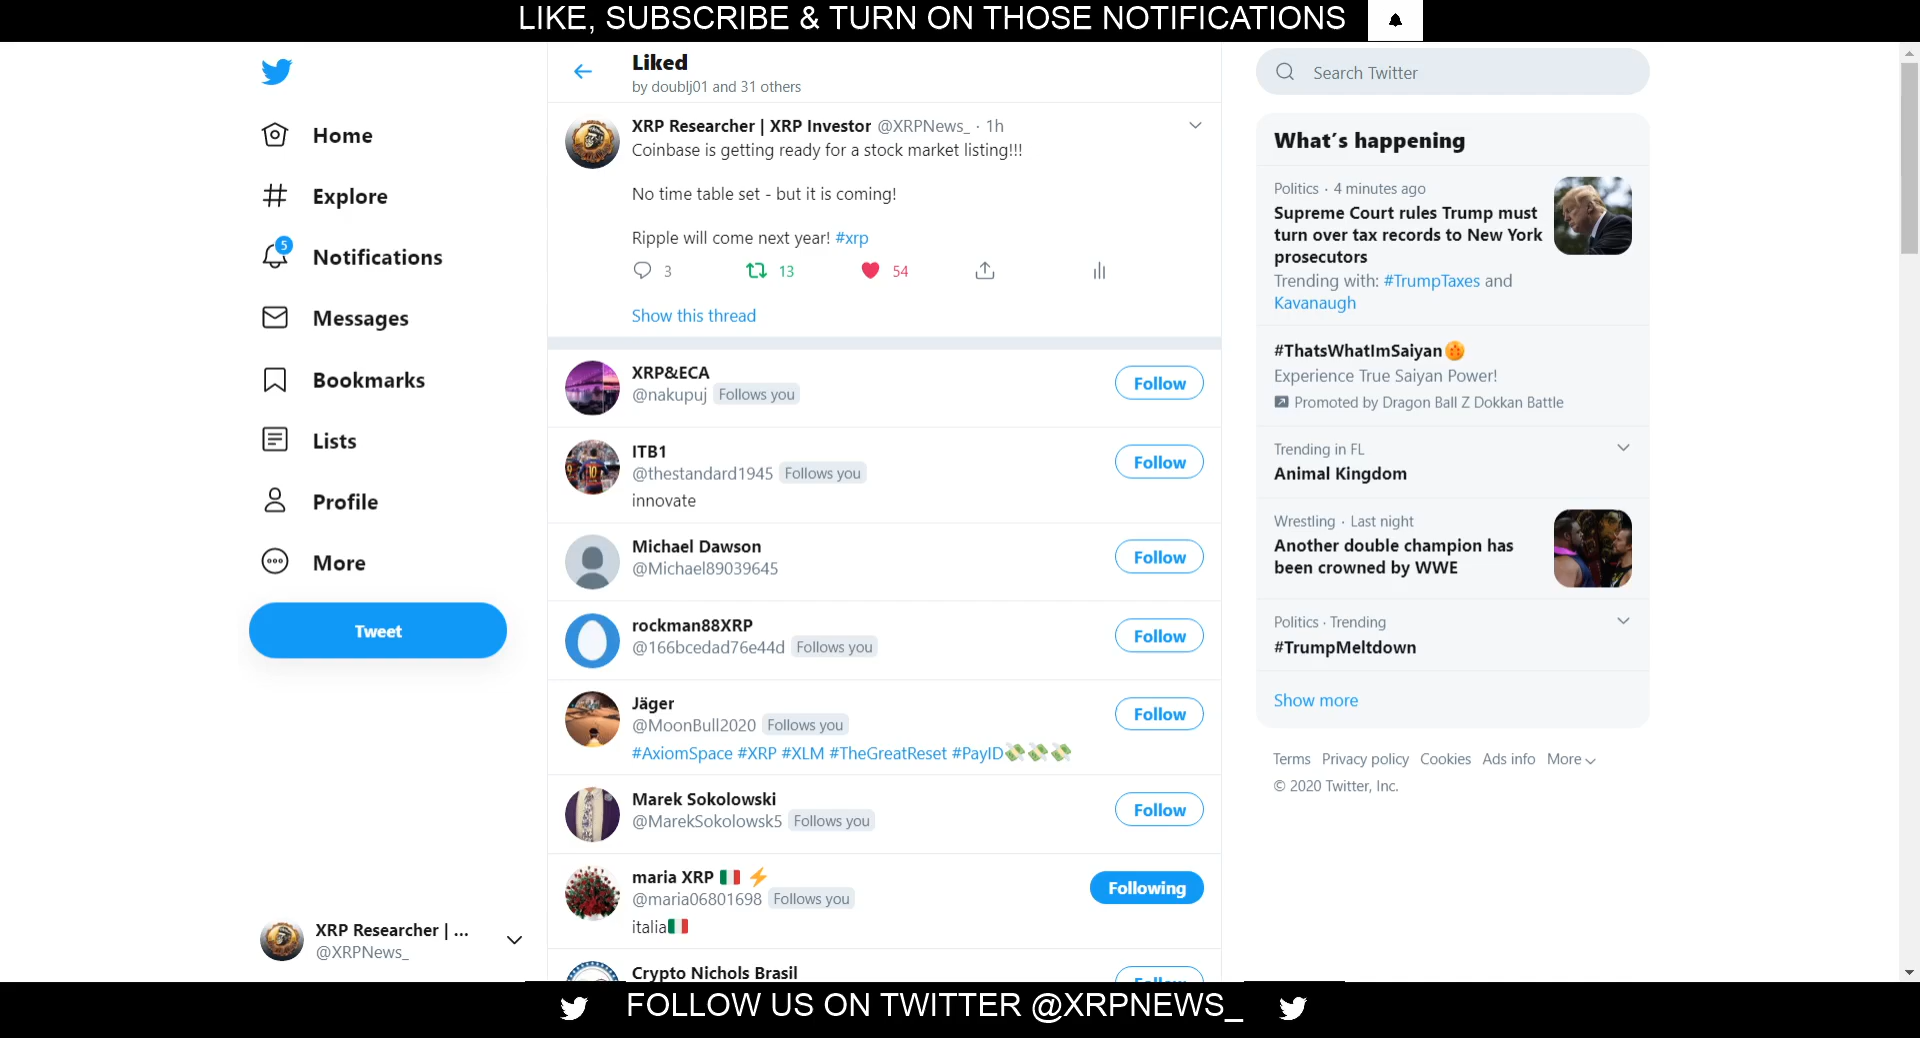 LIKE, SUBSCRIBE & TURN ON THOSE NOTIFICATIONS
Home
Explore
5
Notifications
Messages
Bookmarks
Lists
Profile
More
Tweet
XRP Researcher | ...
@XRPNews_
Liked
by doublj01 and 31 others
XRP Researcher | XRP Investor @XRPNews_ · 1h
Coinbase is getting ready for a stock market listing!!!
No time table set - but it is coming!
Ripple will come next year! #xrp
3 13 54
Show this thread
XRP&ECA
@nakupuj Follows you
Follow
ITB1
@thestandard1945 Follows you
innovate
Follow
Michael Dawson
@Michael89039645
Follow
rockman88XRP
@166bcedad76e44d Follows you
Follow
Jäger
@MoonBull2020 Follows you
#AxiomSpace #XRP #XLM #TheGreatReset #PayID💸💸💸
Follow
Marek Sokolowski
@MarekSokolowsk5 Follows you
Follow
maria XRP 🇮🇹 ⚡
@maria06801698 Follows you
italia🇮🇹
Following
Crypto Nichols Brasil
Follow
Search Twitter
What's happening
Politics · 4 minutes ago
Supreme Court rules Trump must
turn over tax records to New York
prosecutors
Trending with: #TrumpTaxes and
Kavanaugh
#ThatsWhatImSaiyan
Experience True Saiyan Power!
Promoted by Dragon Ball Z Dokkan Battle
Trending in FL
Animal Kingdom
Wrestling · Last night
Another double champion has
been crowned by WWE
Politics · Trending
#TrumpMeltdown
Show more
Terms Privacy policy Cookies Ads info More
© 2020 Twitter, Inc.
FOLLOW US ON TWITTER @XRPNEWS_